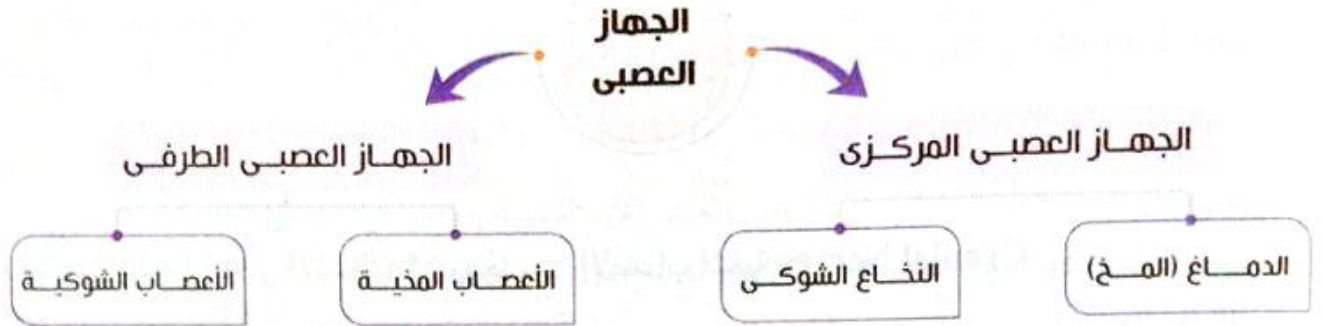 الجهاز
العصبى
الجهاز العصبى المركزى
الجهاز العصبى الطرفى
الدماغ (المخ)
النخاع الشوكى
الأعصاب المخية
الأعصاب الشوكية